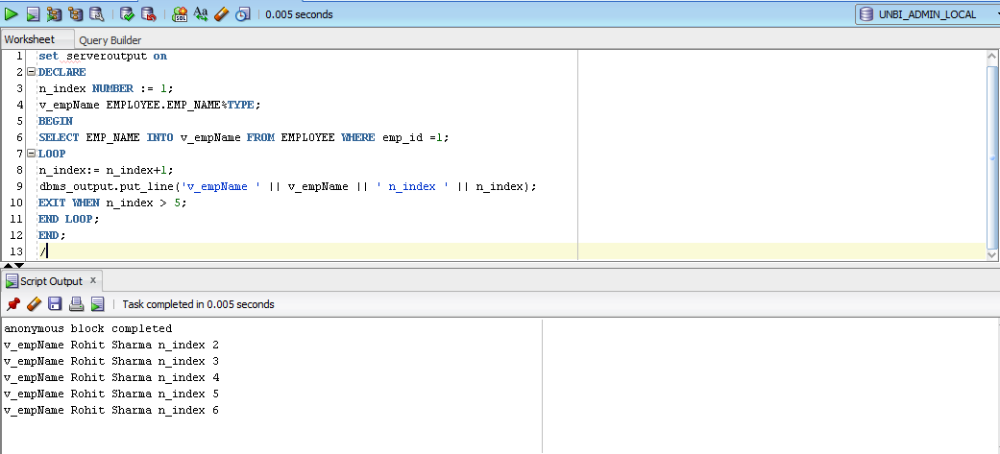 0.005 seconds
UNBI_ADMIN_LOCAL
Worksheet Query Builder
1 set serveroutput on
2 DECLARE
3 n_index NUMBER := 1;
4 v_empName EMPLOYEE.EMP_NAME%TYPE;
5 BEGIN
6 SELECT EMP_NAME INTO v_empName FROM EMPLOYEE WHERE emp_id =1;
7 LOOP
8 n_index:= n_index+1;
9 dbms_output.put_line('v_empName ' || v_empName || ' n_index ' || n_index);
10 EXIT WHEN n_index > 5;
11 END LOOP;
12 END;
13 /
Script Output x
Task completed in 0.005 seconds
anonymous block completed
v_empName Rohit Sharma n_index 2
v_empName Rohit Sharma n_index 3
v_empName Rohit Sharma n_index 4
v_empName Rohit Sharma n_index 5
v_empName Rohit Sharma n_index 6